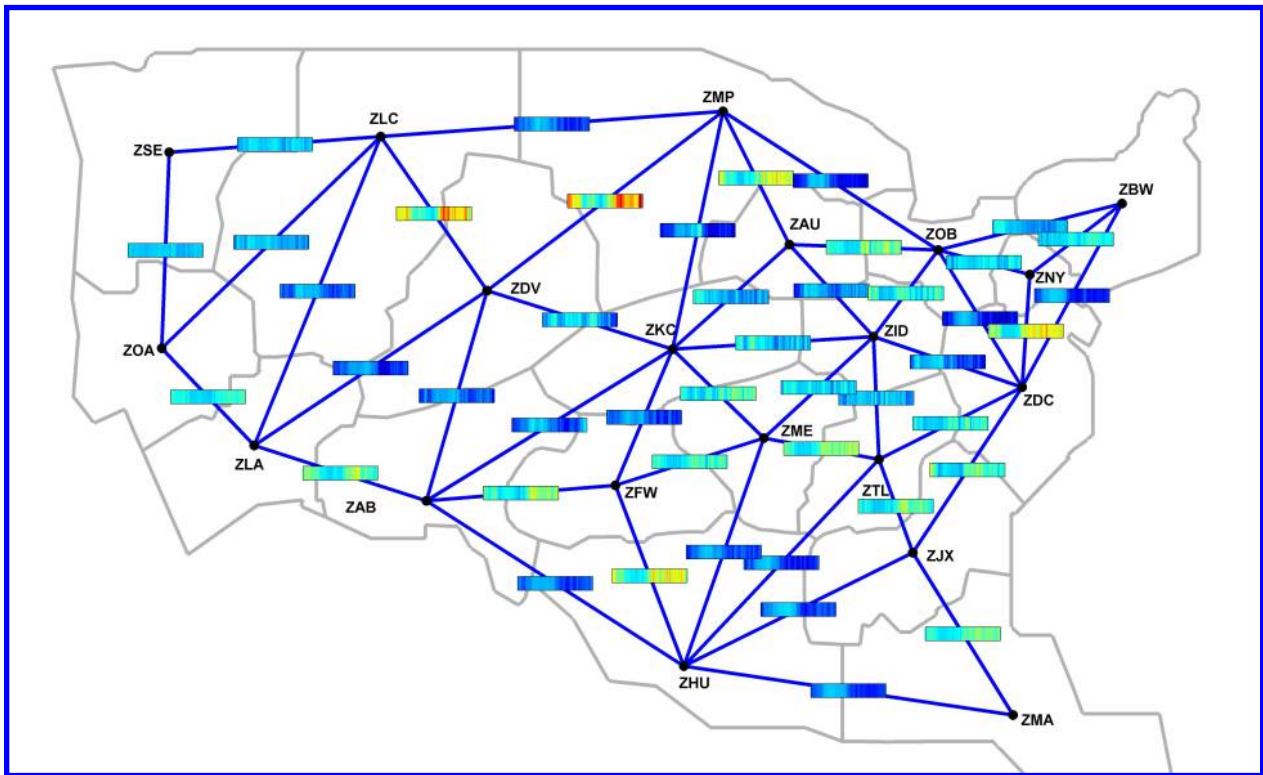 ZMP
ZLC
ZSE
ZBW
ZAU
ZOB
ZNY
ZDV
ZKC
ZID
ZOA
ZDC
ZME
ZLA
ZFW
ZTL
ZAB
ZJX
ZHU
ZMA